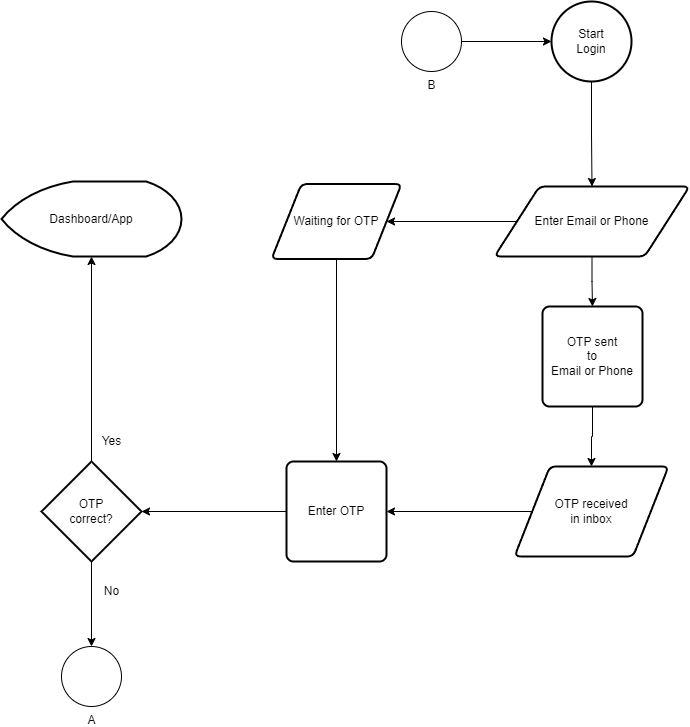 Start
Login
B
Dashboard/App
Waiting for OTP
Enter Email or Phone
OTP sent
to
Email or Phone
Yes
OTP
correct?
Enter OTP
OTP received
in inbox
No
A